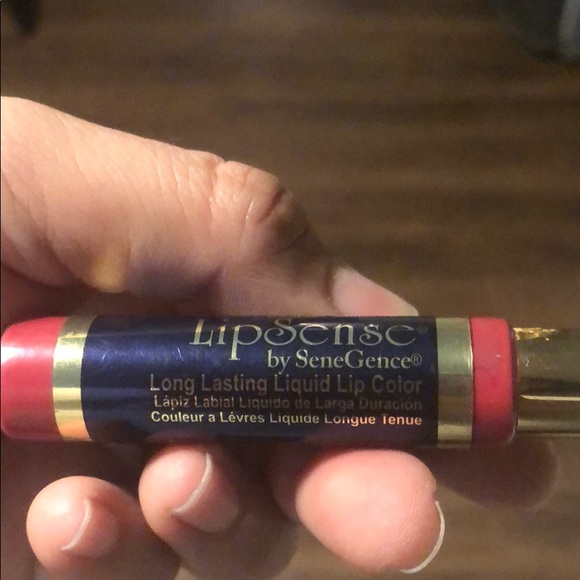 LipSense®
by SeneGence®
Long Lasting Liquid Lip Color
Lápiz Labial Líquido de Larga Duración
Couleur a Lévres Liquide Longue Tenue